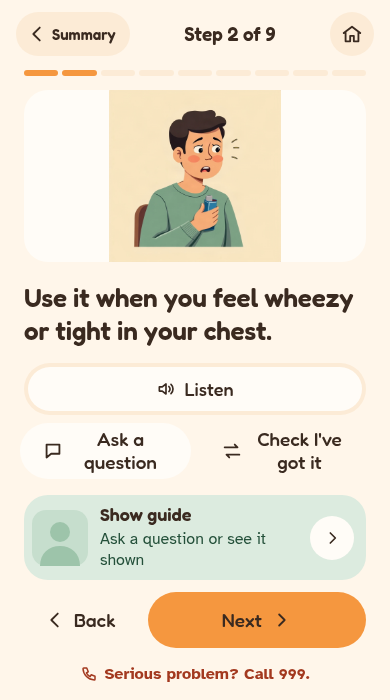 Summary
Step 2 of 9
Use it when you feel wheezy
or tight in your chest.
Listen
Ask a
question
Check I've
got it
Show guide
Ask a question or see it
shown
Back
Next
Serious problem? Call 999.